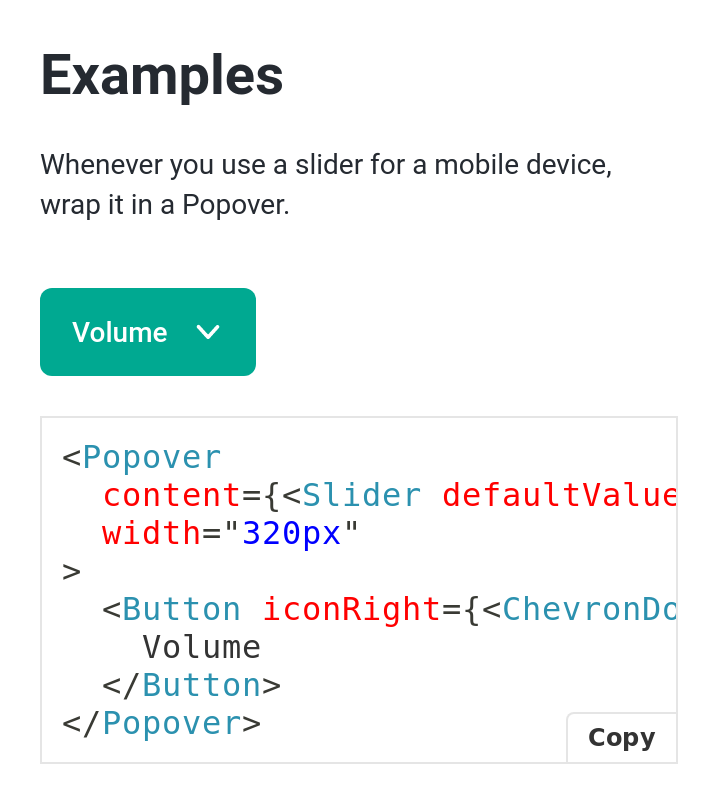 Examples
Whenever you use a slider for a mobile device,
wrap it in a Popover.
Volume
<Popover
  content={<Slider defaultValue
  width="320px"
>
  <Button iconRight={<ChevronDo
    Volume
  </Button>
</Popover>
Copy